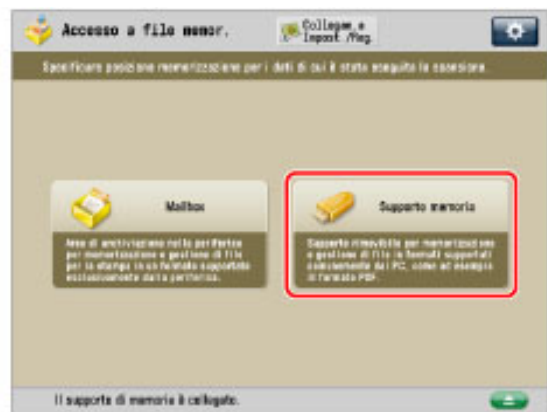 Accesso a file memor.
Collegam. a
Impost./Reg.
Specificare posizione memorizzazione per i dati di cui è stata eseguita la scansione.
Mailbox
Area di archiviazione nella periferica
per memorizzazione e gestione di file
per la stampa in un formato supportato
esclusivamente dalla periferica.
Supporto memoria
Supporto rimovibile per memorizzazione
e gestione di file in formati supportati
comunemente dai PC, come ad esempio
il formato PDF.
Il supporto di memoria è collegato.